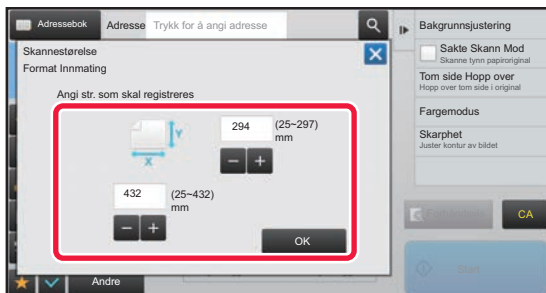 Adressebok
Adresse
Trykk for å angi adresse
Bakgrunnsjustering
Skannestørelse
Format Innmating
Sakte Skann Mod
Skanne tynn papiroriginal
Tom side Hopp over
Hopp over tom side i original
Angi str. som skal registreres
Fargemodus
294
(25~297)
mm
Y
X
Skarphet
Juster kontur av bildet
432
(25~432)
mm
OK
CA
Start
Andre